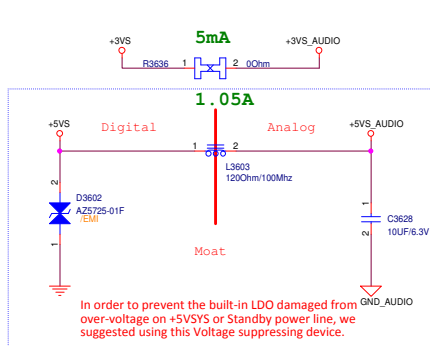 5mA
+3VS
+3VS_AUDIO
R3636 1 2 0Ohm
1.05A
+5VS
Digital
Analog
+5VS_AUDIO
1 2
L3603
120Ohm/100Mhz
2
D3602
AZ5725-01F
/EMI
1
1
C3628
10UF/6.3V
2
Moat
GND_AUDIO
In order to prevent the built-in LDO damaged from
over-voltage on +5VSYS or Standby power line, we
suggested using this Voltage suppressing device.